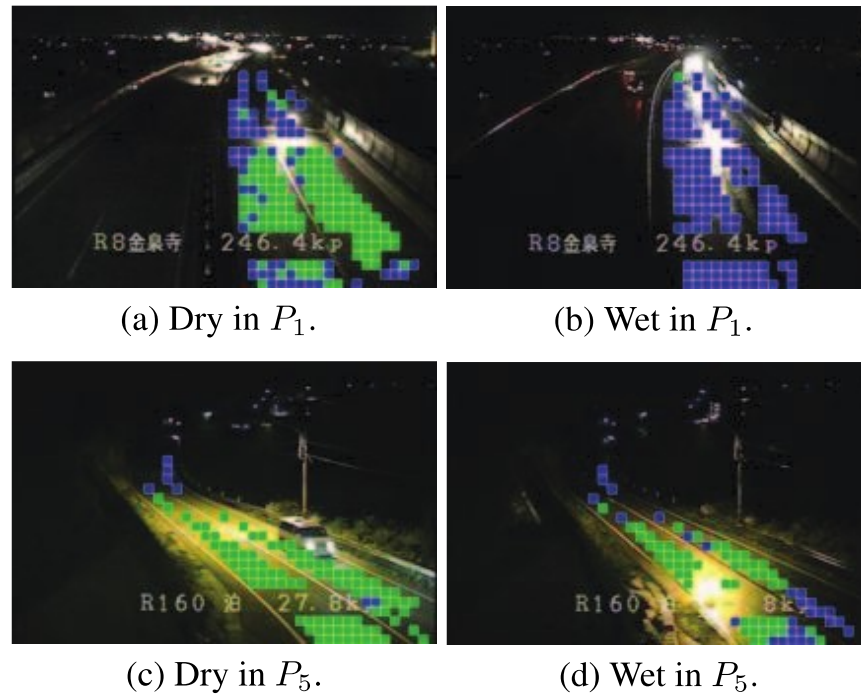 R8金泉寺 246.4kp
R8金泉寺 246.4kp
(a) Dry in P₁.
(b) Wet in P₁.
R160 泊 27.8k
R160 8k
(c) Dry in P₅.
(d) Wet in P₅.